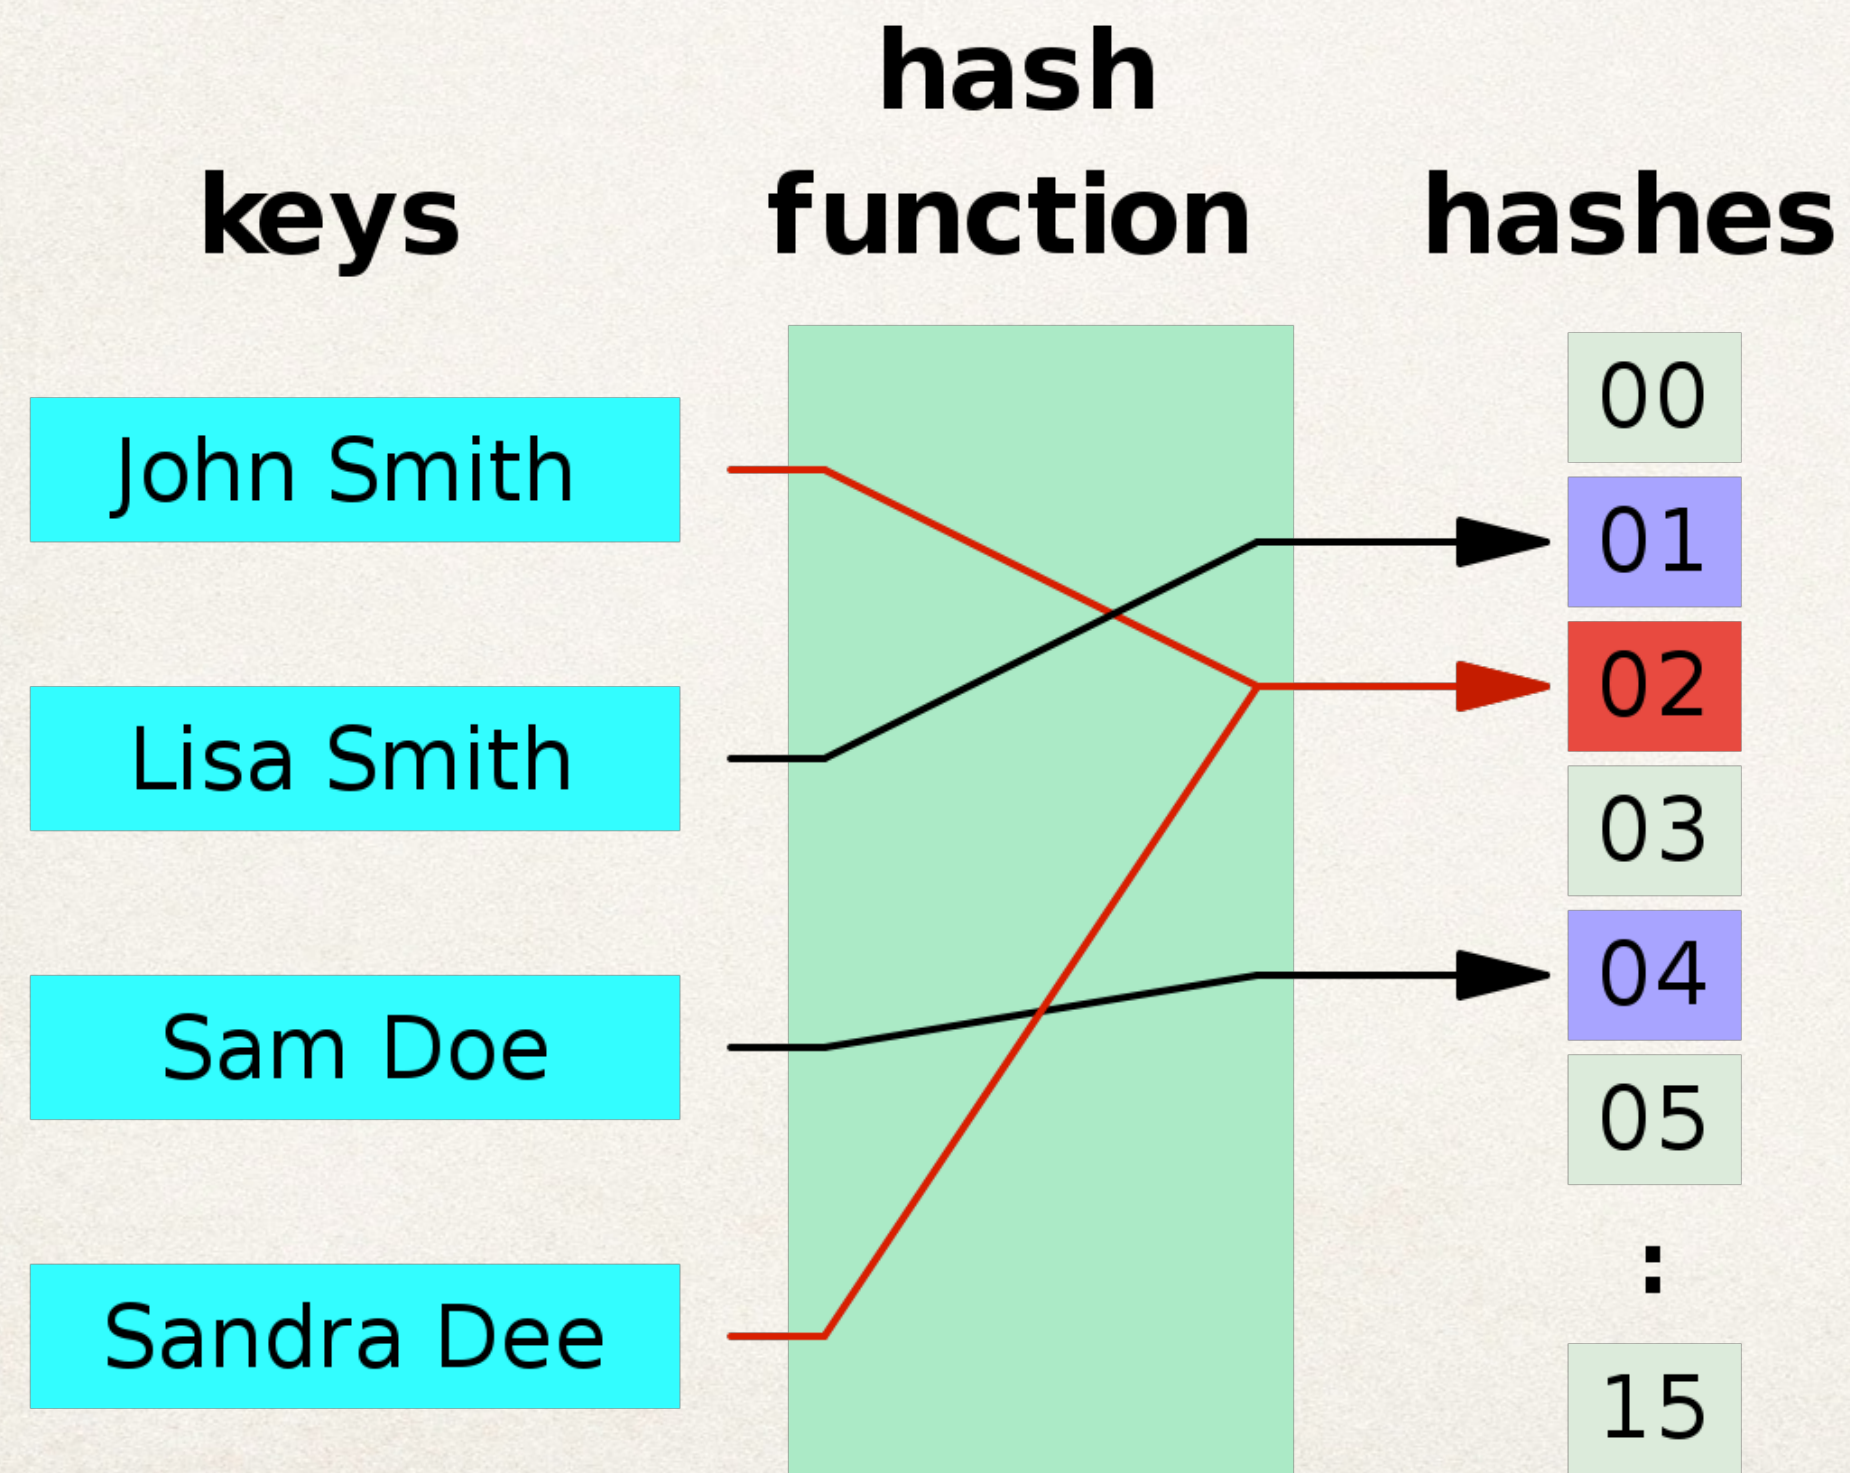 hash
keys
function
hashes
John Smith
Lisa Smith
Sam Doe
Sandra Dee
00
01
02
03
04
05
:
15